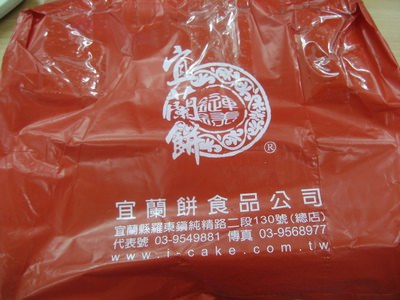 宜蘭餅
®
宜蘭餅食品公司
宜蘭縣羅東鎮純精路二段130號(總店)
代表號 03-9549881 傳真 03-9568977
www.i-cake.com.tw